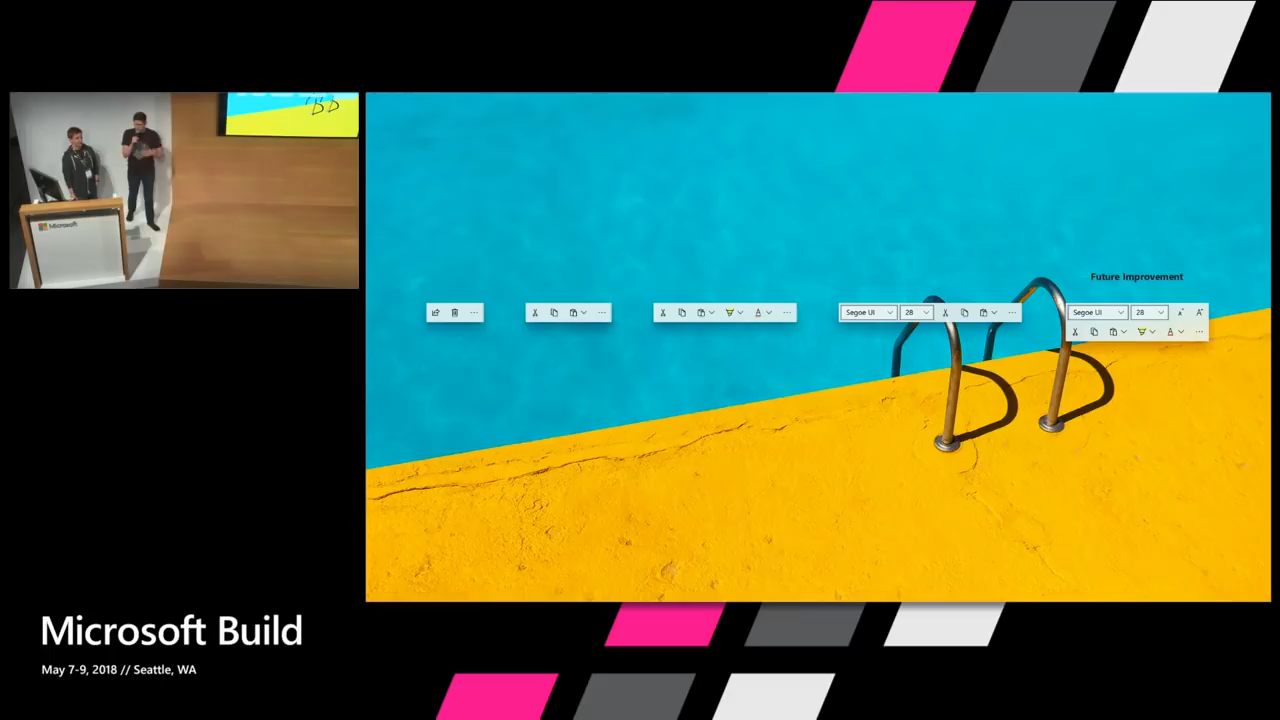 Microsoft
Future Improvement
Segoe UI 28
Segoe UI 28 A A
A
A
Microsoft Build
May 7-9, 2018 // Seattle, WA